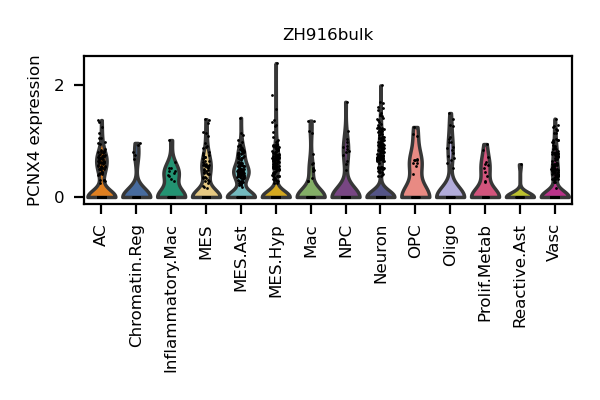 ZH916bulk
PCNX4 expression
2
0
AC
Chromatin.Reg
Inflammatory.Mac
MES
MES.Ast
MES.Hyp
Mac
NPC
Neuron
OPC
Oligo
Prolif.Metab
Reactive.Ast
Vasc